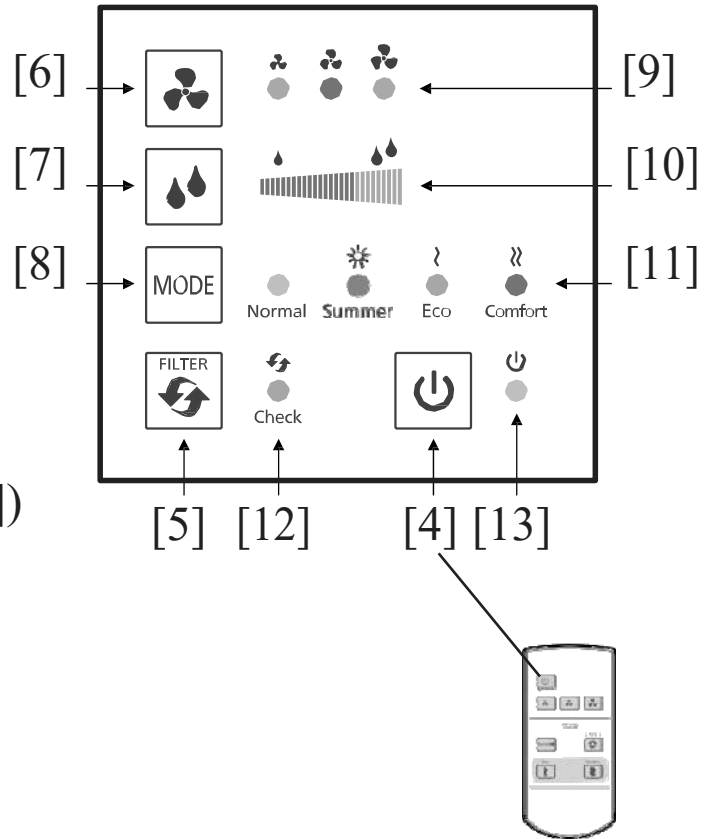 [6]
[9]
[7]
[10]
[8]
MODE
Normal Summer Eco Comfort
[11]
FILTER
Check
])
[5] [12] [4] [13]